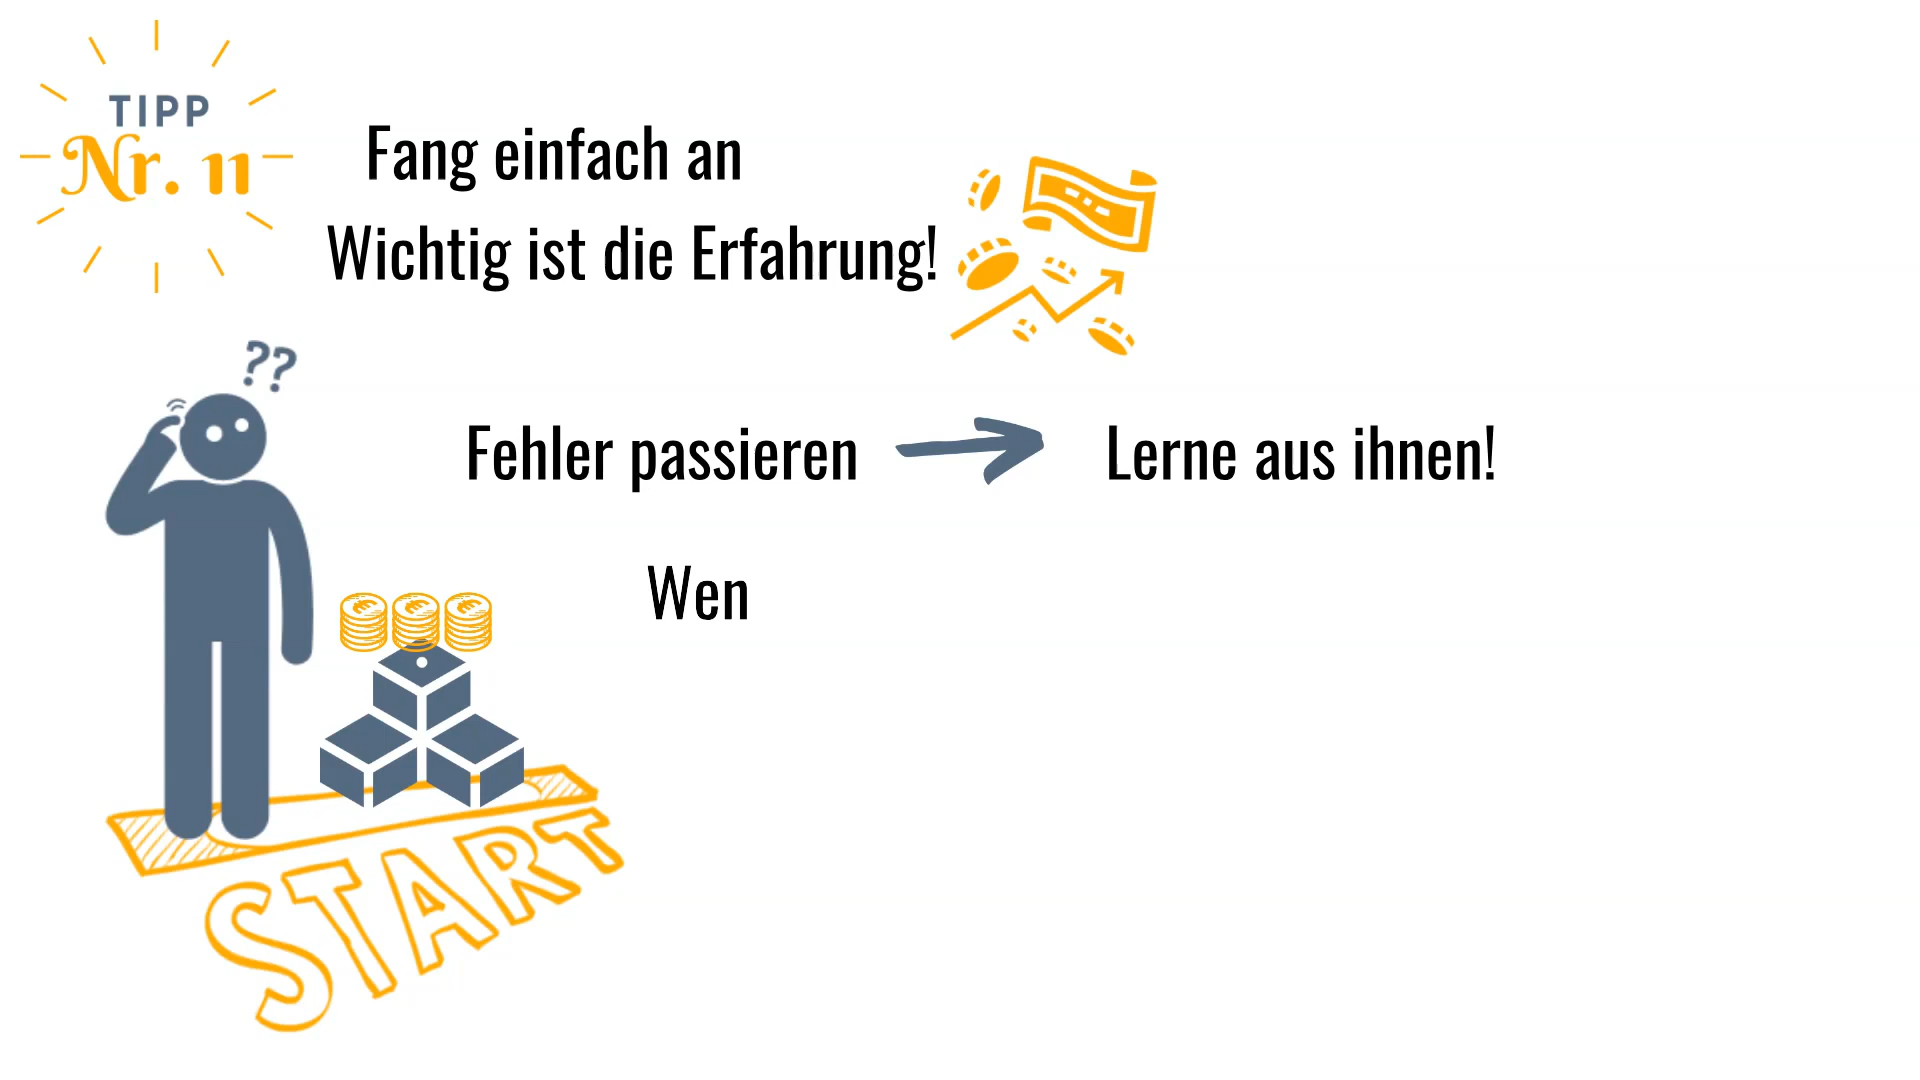 TIPP
Nr. 11
Fang einfach an
Wichtig ist die Erfahrung!
??
Fehler passieren
Lerne aus ihnen!
Wen
€ € €
START